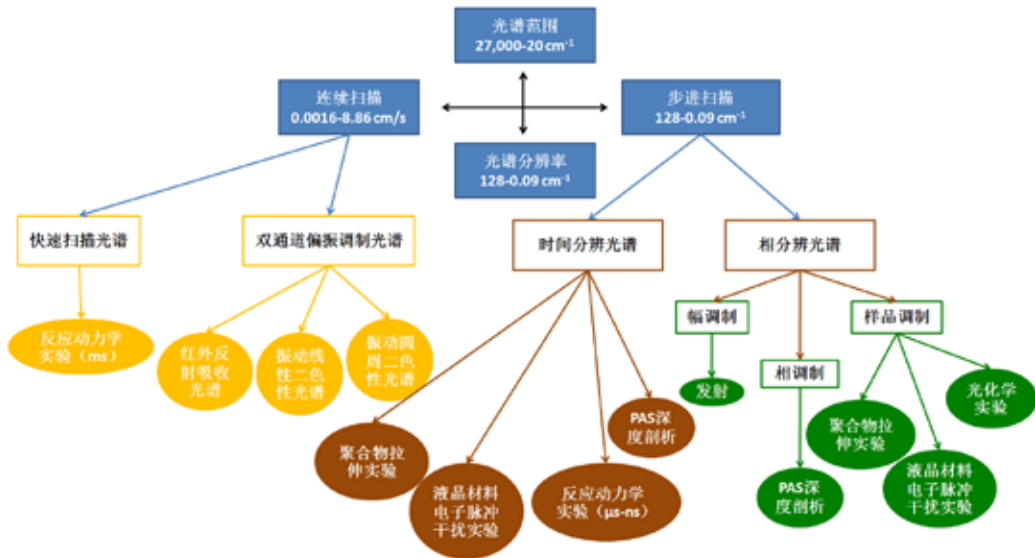 光谱范围
27,000-20 cm⁻¹
连续扫描
0.0016-8.86 cm/s
步进扫描
128-0.09 cm⁻¹
光谱分辨率
128-0.09 cm⁻¹
快速扫描光谱
双通道偏振调制光谱
时间分辨光谱
相分辨光谱
幅调制
样品调制
相调制
反应动力学
实验（ms）
红外反
射吸收
光谱
振动线
性二色
性光谱
振动圆
周二色
性光谱
发射
光化学
实验
PAS深
度剖析
聚合物拉
伸实验
聚合物拉
伸实验
液晶材料
电子脉冲
干扰实验
反应动力学
实验（μs-ns）
PAS深
度剖析
液晶材料
电子脉冲
干扰实验